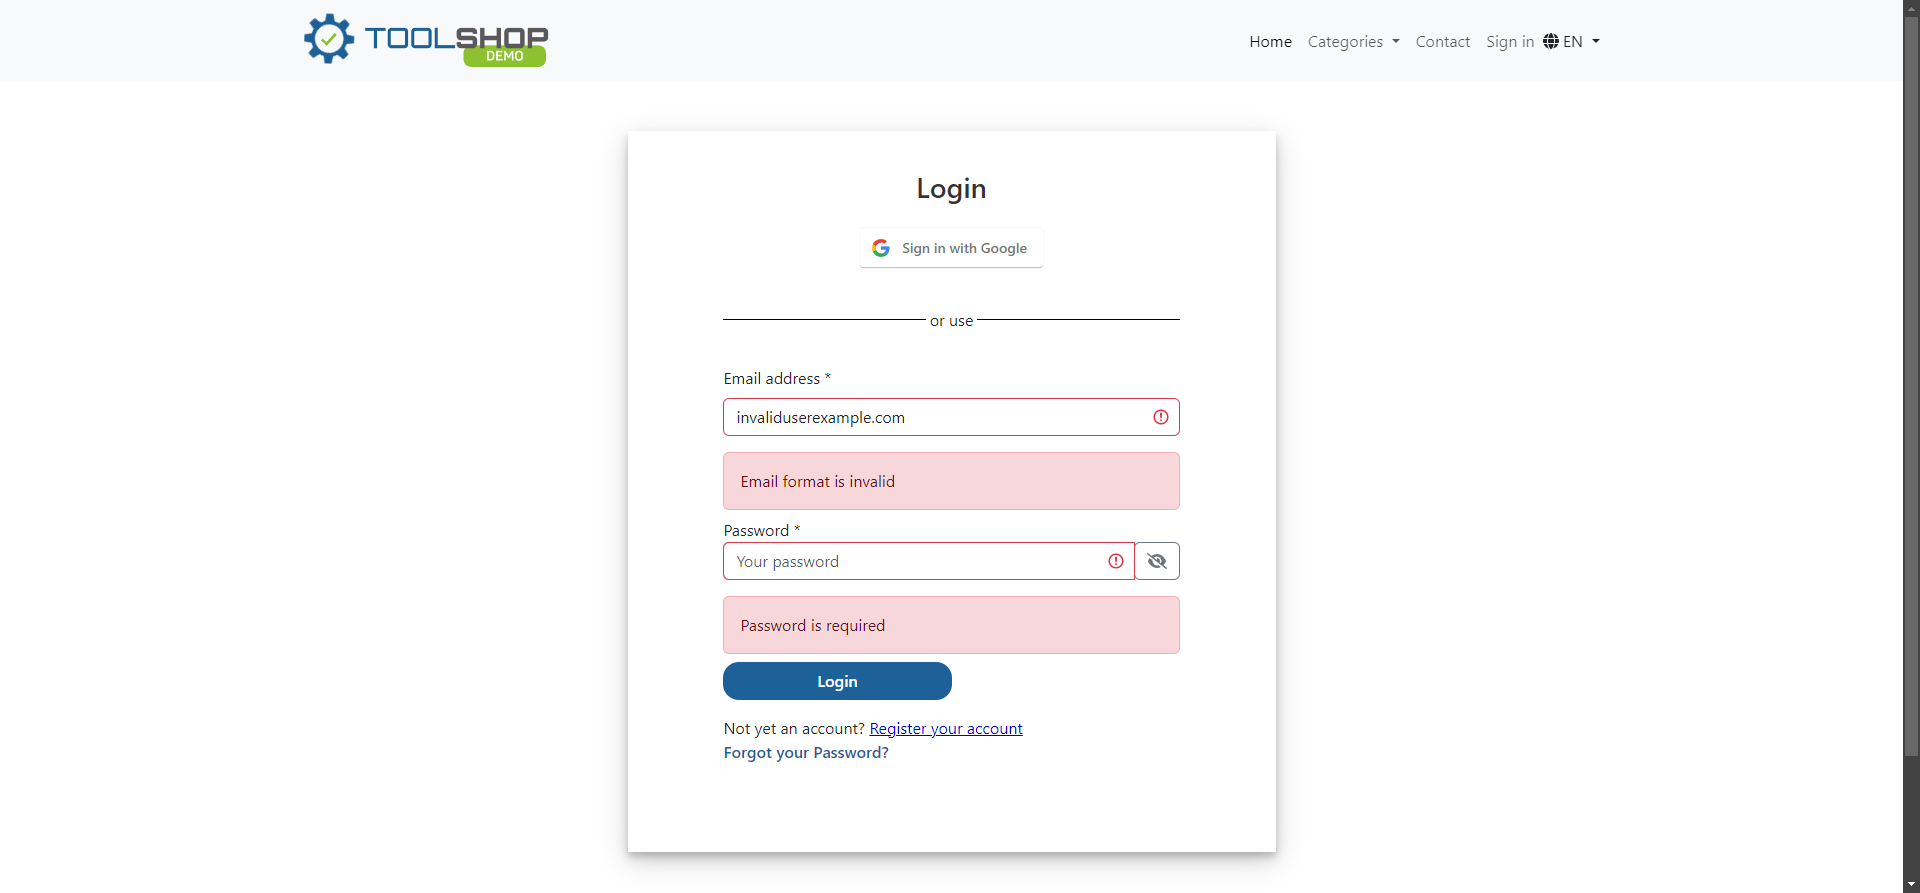 TOOLSHOP
DEMO
Home Categories Contact Sign in EN
Login
Sign in with Google
or use
Email address *
invaliduserexample.com
Email format is invalid
Password *
Your password
Password is required
Login
Not yet an account? Register your account
Forgot your Password?